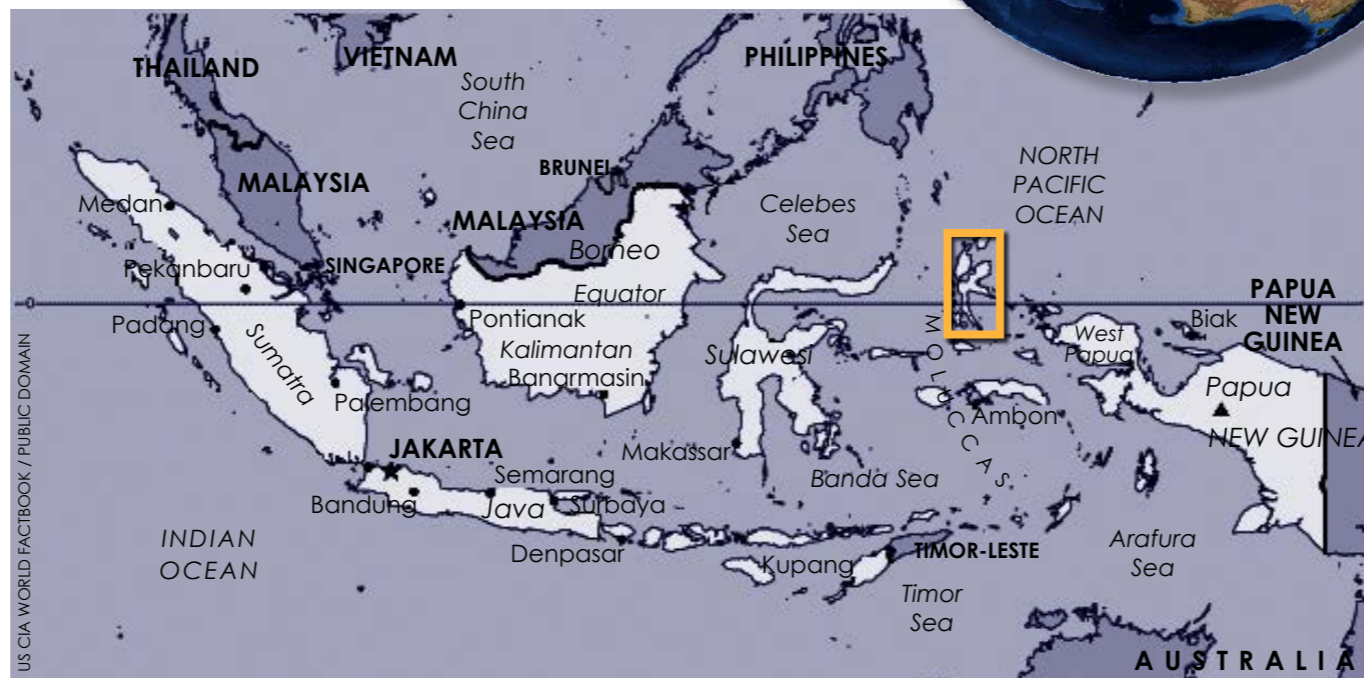 THAILAND
VIETNAM
PHILIPPINES
South
China
Sea
NORTH
PACIFIC
OCEAN
BRUNEI
MALAYSIA
Medan
MALAYSIA
Celebes
Sea
Borneo
Pekanbaru
SINGAPORE
Equator
0
PAPUA
NEW
GUINEA
Padang
Pontianak
Biak
MOLUCCAS
West
Papua
Sumatra
Kalimantan
Sulawesi
Banarmasin
Papua
Palembang
Ambon
NEW GUINEA
JAKARTA
Makassar
Semarang
Banda Sea
Bandung
Java
Surbaya
INDIAN
OCEAN
Denpasar
Kupang
TIMOR-LESTE
Arafura
Sea
Timor
Sea
AUSTRALIA
US CIA WORLD FACTBOOK / PUBLIC DOMAIN